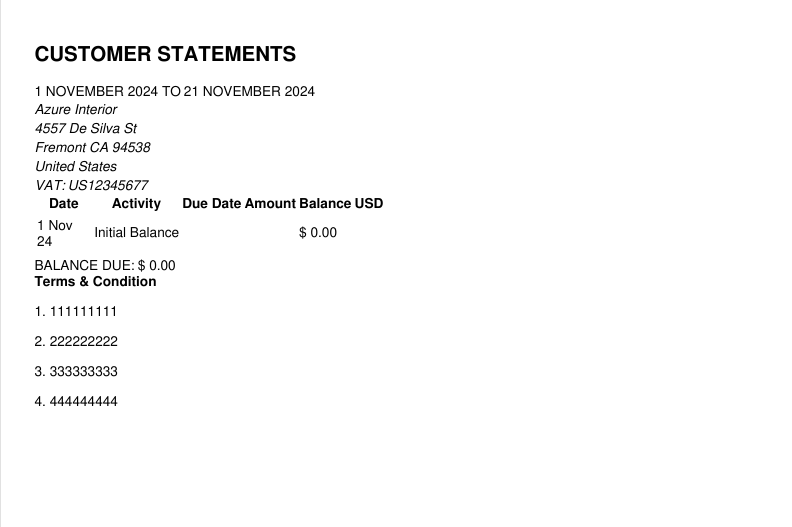 CUSTOMER STATEMENTS
1 NOVEMBER 2024 TO 21 NOVEMBER 2024
Azure Interior
4557 De Silva St
Fremont CA 94538
United States
VAT: US12345677
Date Activity Due Date Amount Balance USD
1 Nov
24 Initial Balance $ 0.00
BALANCE DUE: $ 0.00
Terms & Condition
1. 111111111
2. 222222222
3. 333333333
4. 444444444